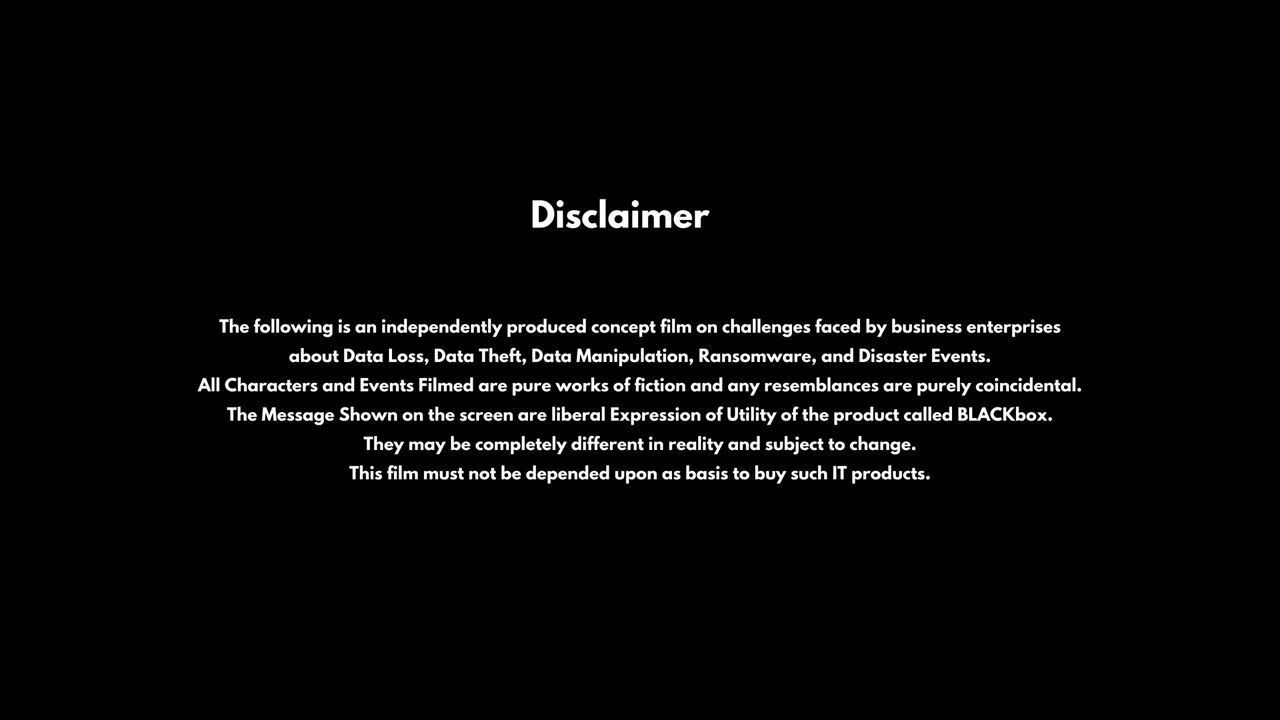 Disclaimer
The following is an independently produced concept film on challenges faced by business enterprises
about Data Loss, Data Theft, Data Manipulation, Ransomware, and Disaster Events.
All Characters and Events Filmed are pure works of fiction and any resemblances are purely coincidental.
The Message Shown on the screen are liberal Expression of Utility of the product called BLACKbox.
They may be completely different in reality and subject to change.
This film must not be depended upon as basis to buy such IT products.